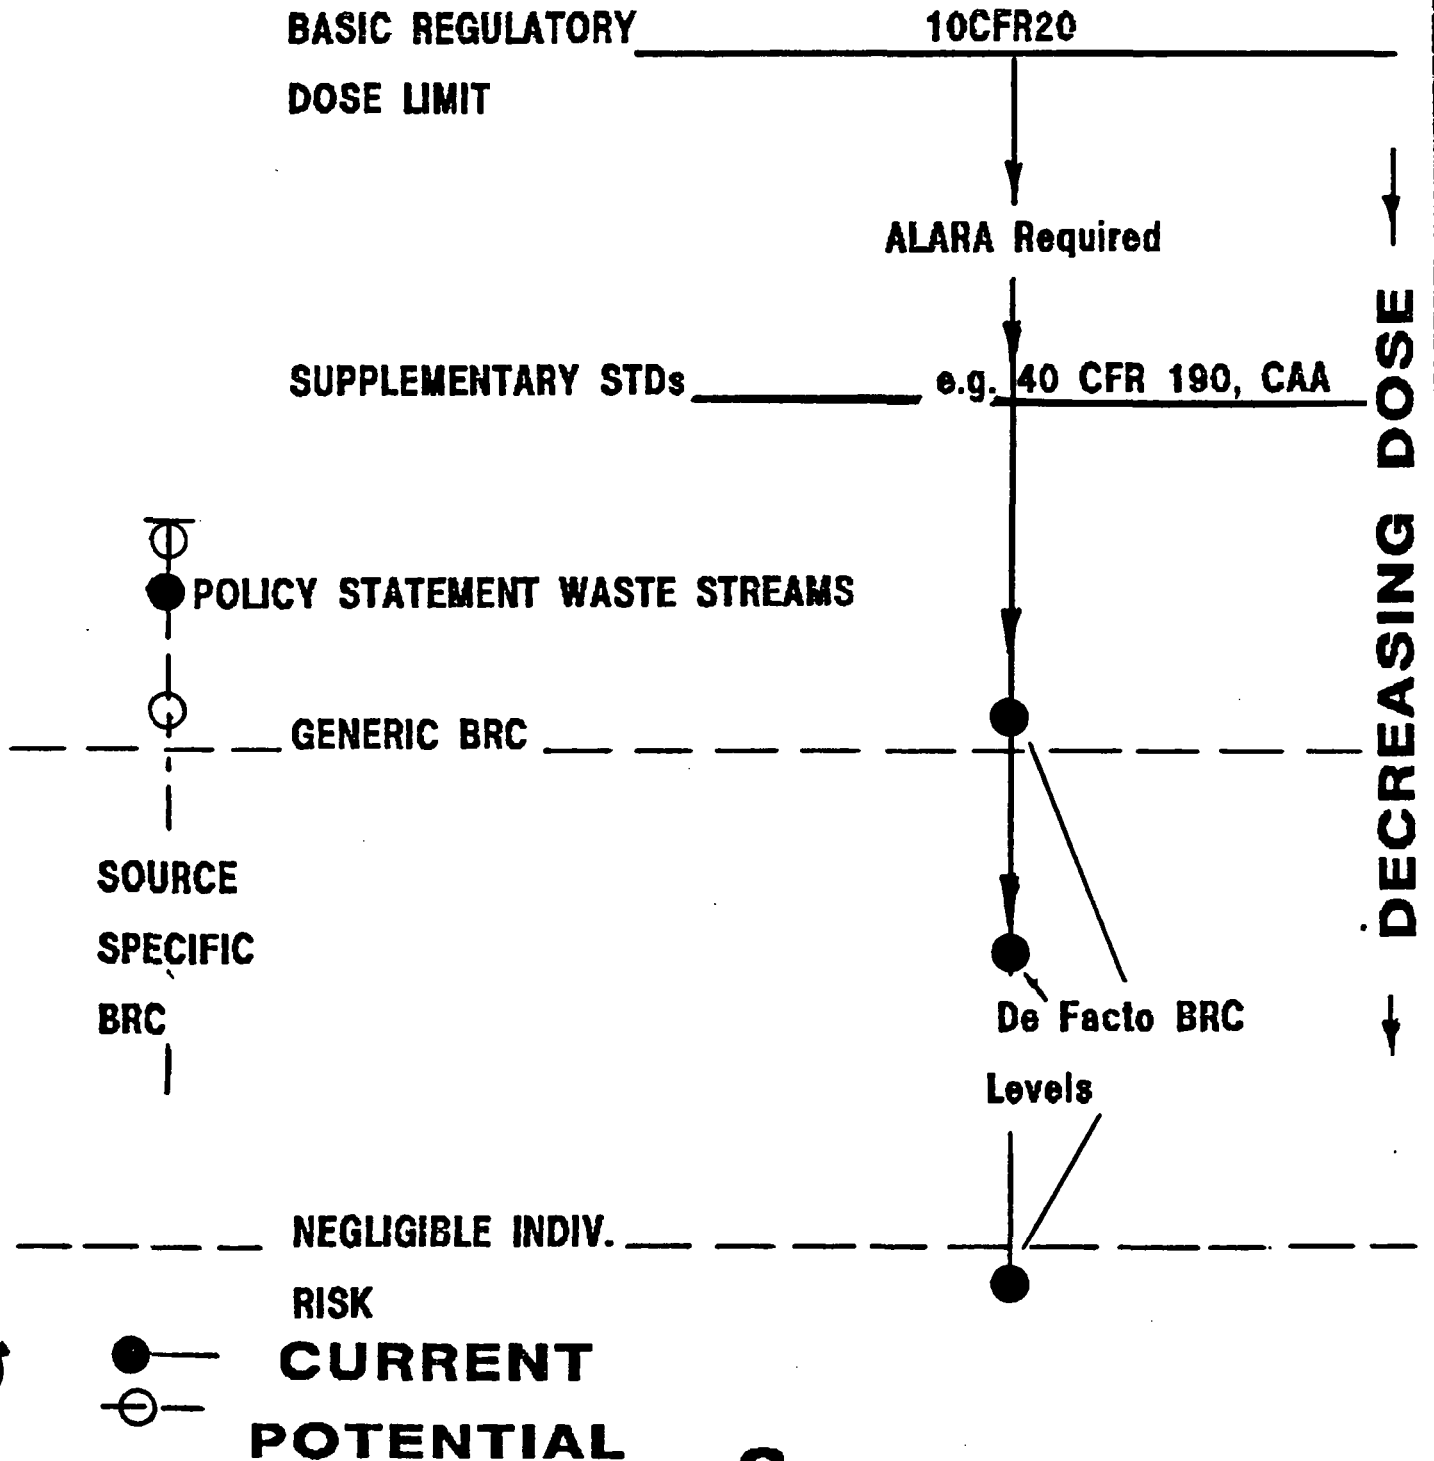 BASIC REGULATORY 10CFR20
DOSE LIMIT
ALARA Required
SUPPLEMENTARY STDs e.g. 40 CFR 190, CAA
POLICY STATEMENT WASTE STREAMS
GENERIC BRC
SOURCE
SPECIFIC
BRC
De Facto BRC
Levels
NEGLIGIBLE INDIV.
RISK
CURRENT
POTENTIAL
DECREASING DOSE